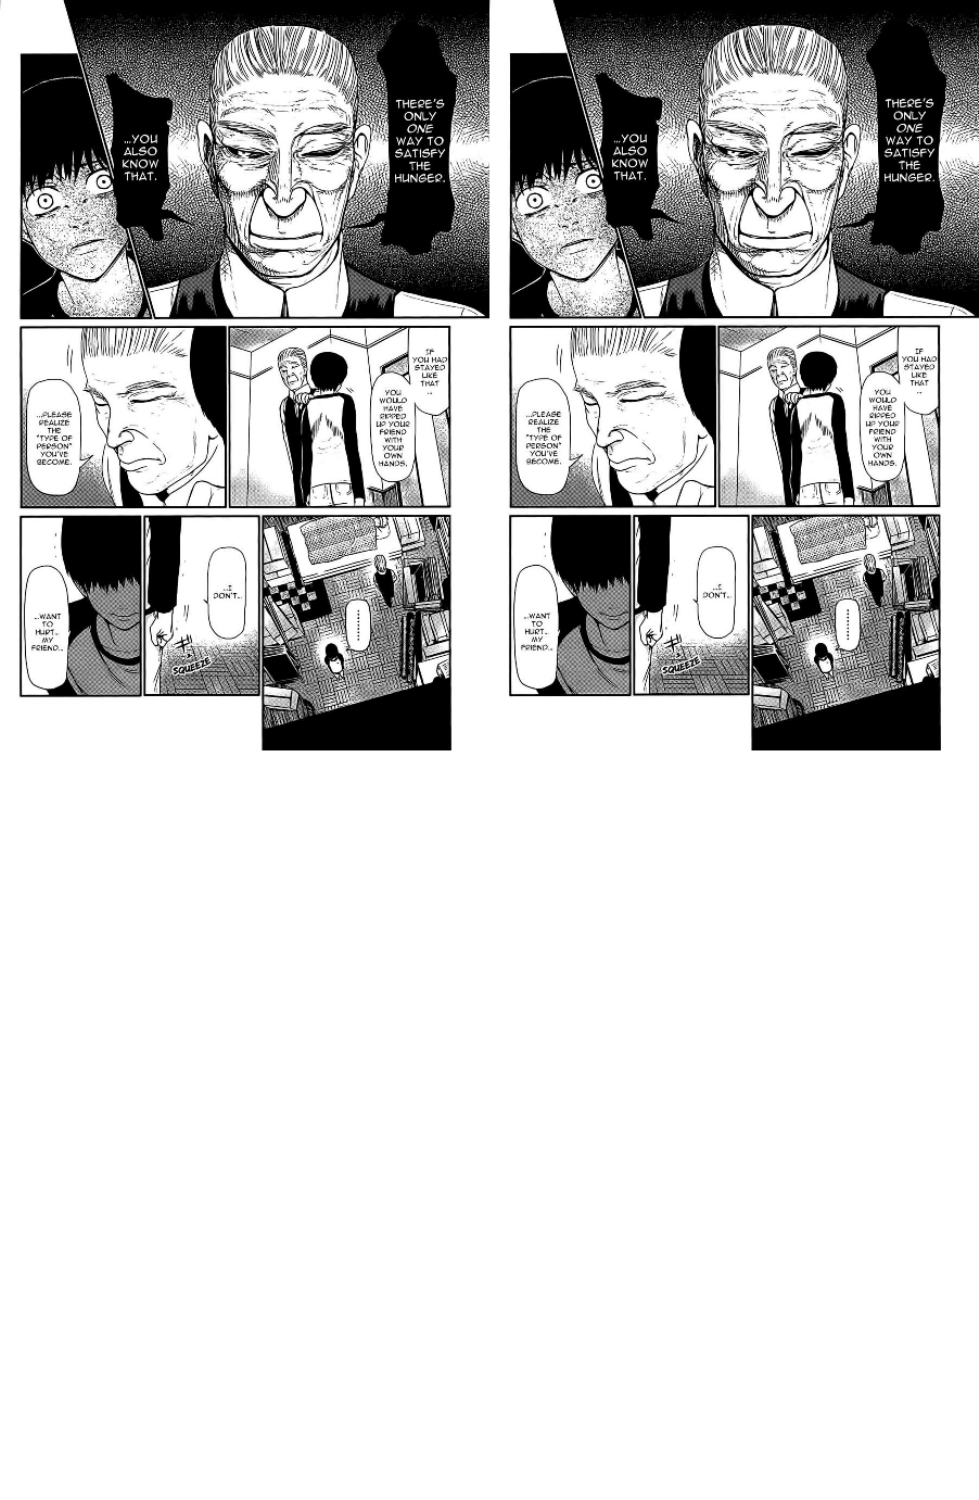 THERE'S
ONLY
ONE
WAY TO
SATISFY
THE
HUNGER.
...YOU
ALSO
KNOW
THAT.
IF
YOU HAD
STAYED
LIKE
THAT
..
YOU
WOULD
HAVE
RIPPED
UP YOUR
FRIEND
WITH
YOUR
OWN
HANDS.
...PLEASE
REALIZE
THE
"TYPE OF
PERSON"
YOU'VE
BECOME.
.........
...I
DON'T...
SQUEEZE
...WANT
TO
HURT...
MY
FRIEND...
THERE'S
ONLY
ONE
WAY TO
SATISFY
THE
HUNGER.
...YOU
ALSO
KNOW
THAT.
IF
YOU HAD
STAYED
LIKE
THAT
..
YOU
WOULD
HAVE
RIPPED
UP YOUR
FRIEND
WITH
YOUR
OWN
HANDS.
...PLEASE
REALIZE
THE
"TYPE OF
PERSON"
YOU'VE
BECOME.
.........
...I
DON'T...
SQUEEZE
...WANT
TO
HURT...
MY
FRIEND...